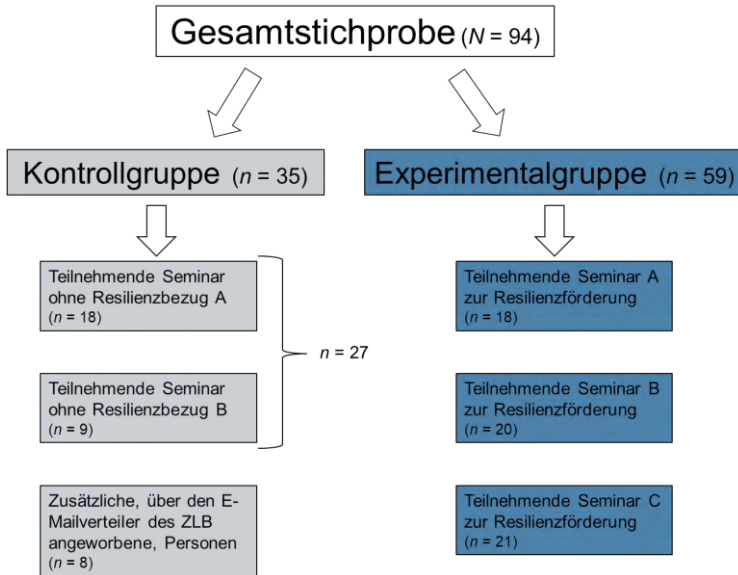 Gesamtstichprobe (N = 94)
Kontrollgruppe (n = 35)
Experimentalgruppe (n = 59)
Teilnehmende Seminar
ohne Resilienzbezug A
(n = 18)
Teilnehmende Seminar
ohne Resilienzbezug B
(n = 9)
n = 27
Zusätzliche, über den E-
Mailverteiler des ZLB
angeworbene, Personen
(n = 8)
Teilnehmende Seminar A
zur Resilienzförderung
(n = 18)
Teilnehmende Seminar B
zur Resilienzförderung
(n = 20)
Teilnehmende Seminar C
zur Resilienzförderung
(n = 21)